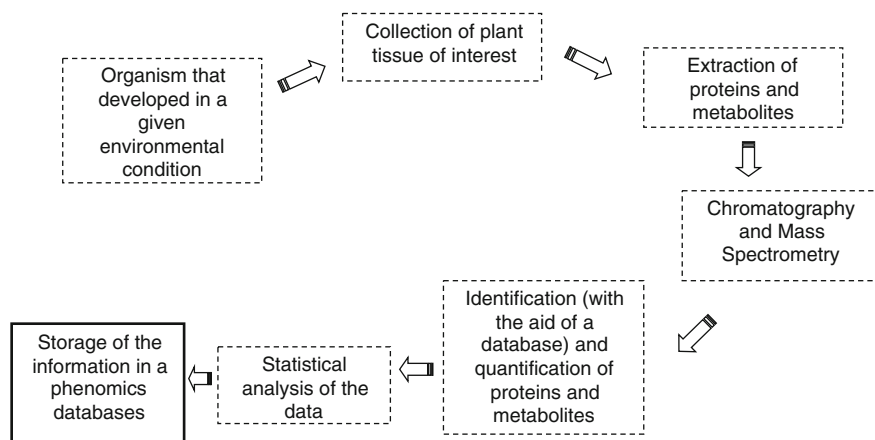 Organism that
developed in a
given
environmental
condition
Collection of plant
tissue of interest
Extraction of
proteins and
metabolites
Chromatography
and Mass
Spectrometry
Identification (with
the aid of a
database) and
quantification of
proteins and
metabolites
Statistical
analysis of the
data
Storage of the
information in a
phenomics
databases